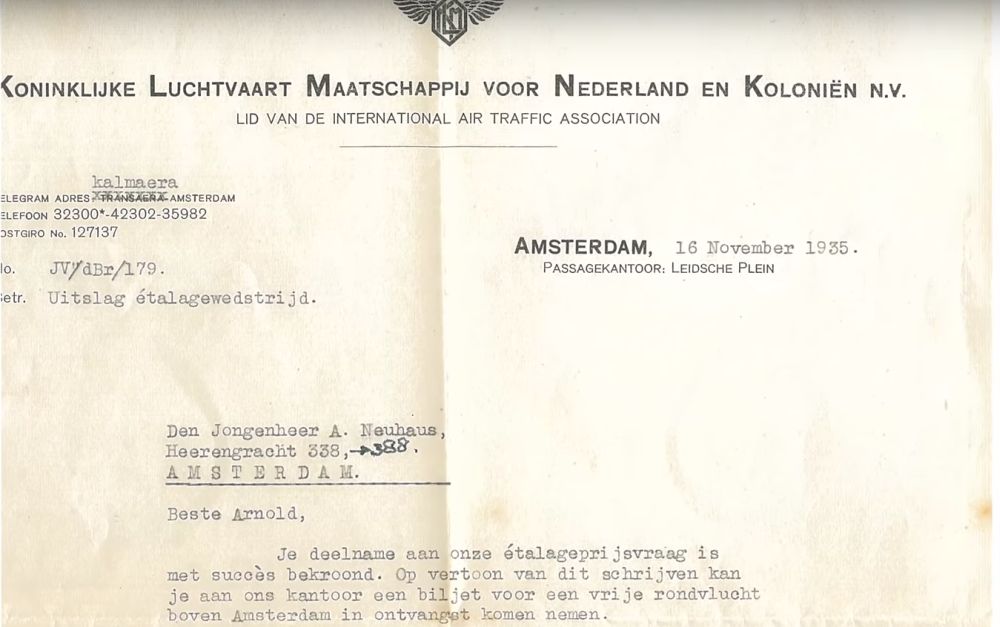 KLM
KONINKLIJKE LUCHTVAART MAATSCHAPPIJ VOOR NEDERLAND EN KOLONIËN N.V.
LID VAN DE INTERNATIONAL AIR TRAFFIC ASSOCIATION
kalmaera
ELEGRAM ADRES: TRANSAERA-AMSTERDAM
ELEFOON 32300*-42302-35982
OSTGIRO No. 127137
AMSTERDAM, 16 November 1935.
PASSAGEKANTOOR: LEIDSCHE PLEIN
No. JV/dBr/179.
Betr. Uitslag étalagewedstrijd.
Den Jongenheer A. Neuhaus,
Heerengracht 338,→388.
AMSTERDAM.
Beste Arnold,
Je deelname aan onze étalageprijsvraag is
met succès bekroond. Op vertoon van dit schrijven kan
je aan ons kantoor een biljet voor een vrije rondvlucht
boven Amsterdam in ontvangst komen nemen.